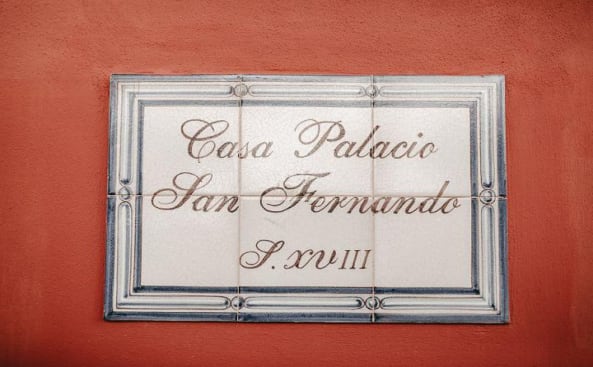 Casa Palacio
San Fernando
S. XVIII